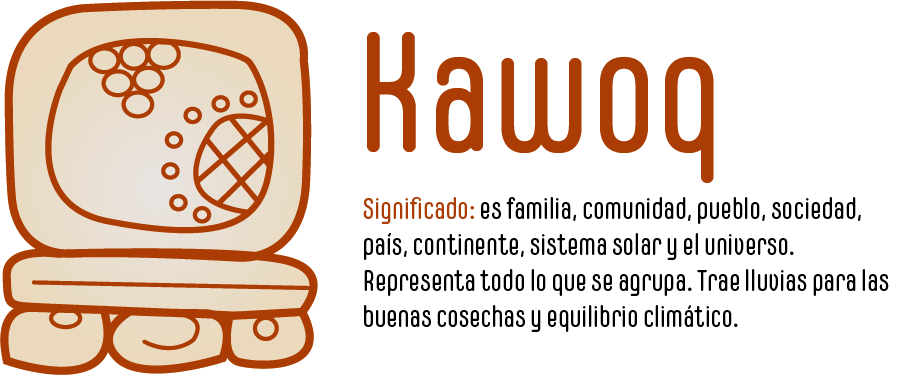 Kawoq
Significado: es familia, comunidad, pueblo, sociedad,
país, continente, sistema solar y el universo.
Representa todo lo que se agrupa. Trae lluvias para las
buenas cosechas y equilibrio climático.